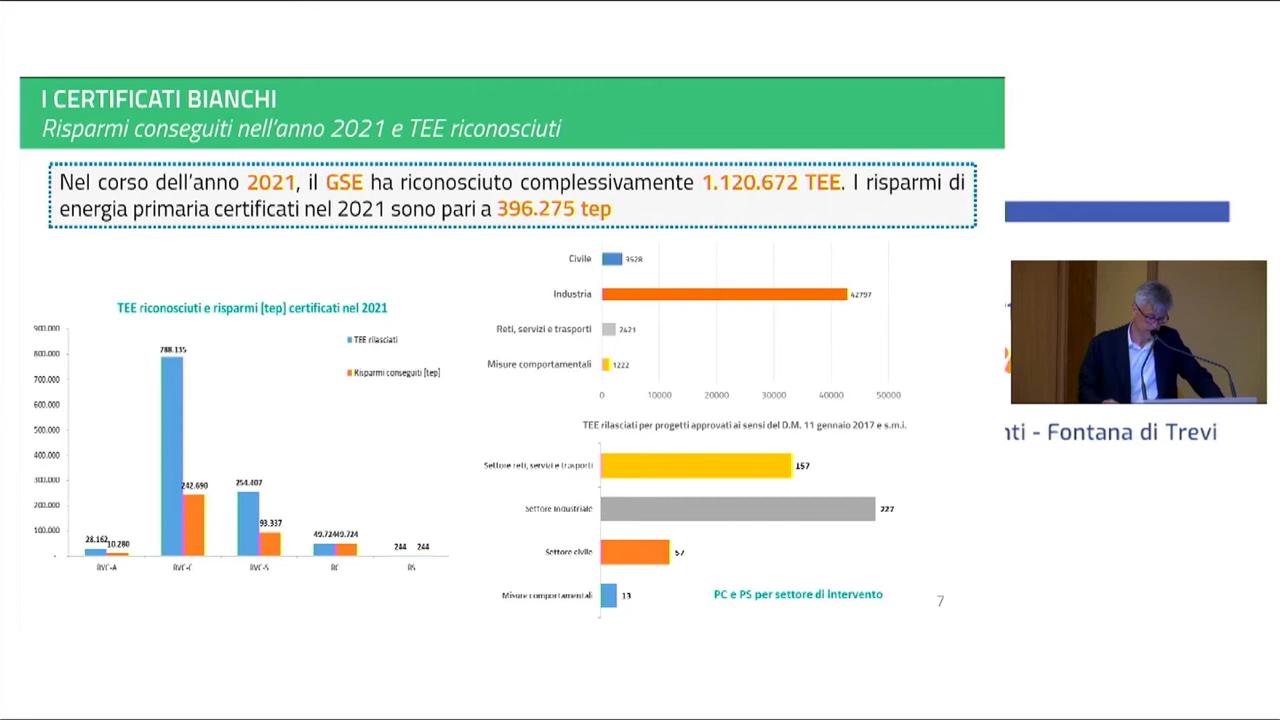 I CERTIFICATI BIANCHI
Risparmi conseguiti nell'anno 2021 e TEE riconosciuti
Nel corso dell'anno 2021, il GSE ha riconosciuto complessivamente 1.120.672 TEE. I risparmi di
energia primaria certificati nel 2021 sono pari a 396.275 tep
TEE riconosciuti e risparmi [tep] certificati nel 2021
TEE rilasciati
Risparmi conseguiti [tep]
900.000
800.000
700.000
600.000
500.000
400.000
300.000
200.000
100.000
-
28.162
10.280
788.135
242.690
254.407
93.337
49.724
49.724
244
244
RVC-A
RVC-C
RVC-S
RC
RS
Civile
3528
Industria
42797
Reti, servizi e trasporti
2421
Misure comportamentali
1222
0
10000
20000
30000
40000
50000
TEE rilasciati per progetti approvati ai sensi del D.M. 11 gennaio 2017 e s.m.i.
Settore reti, servizi e trasporti
157
Settore Industriale
227
Settore civile
57
Misure comportamentali
13
PC e PS per settore di intervento
7
nti - Fontana di Trevi